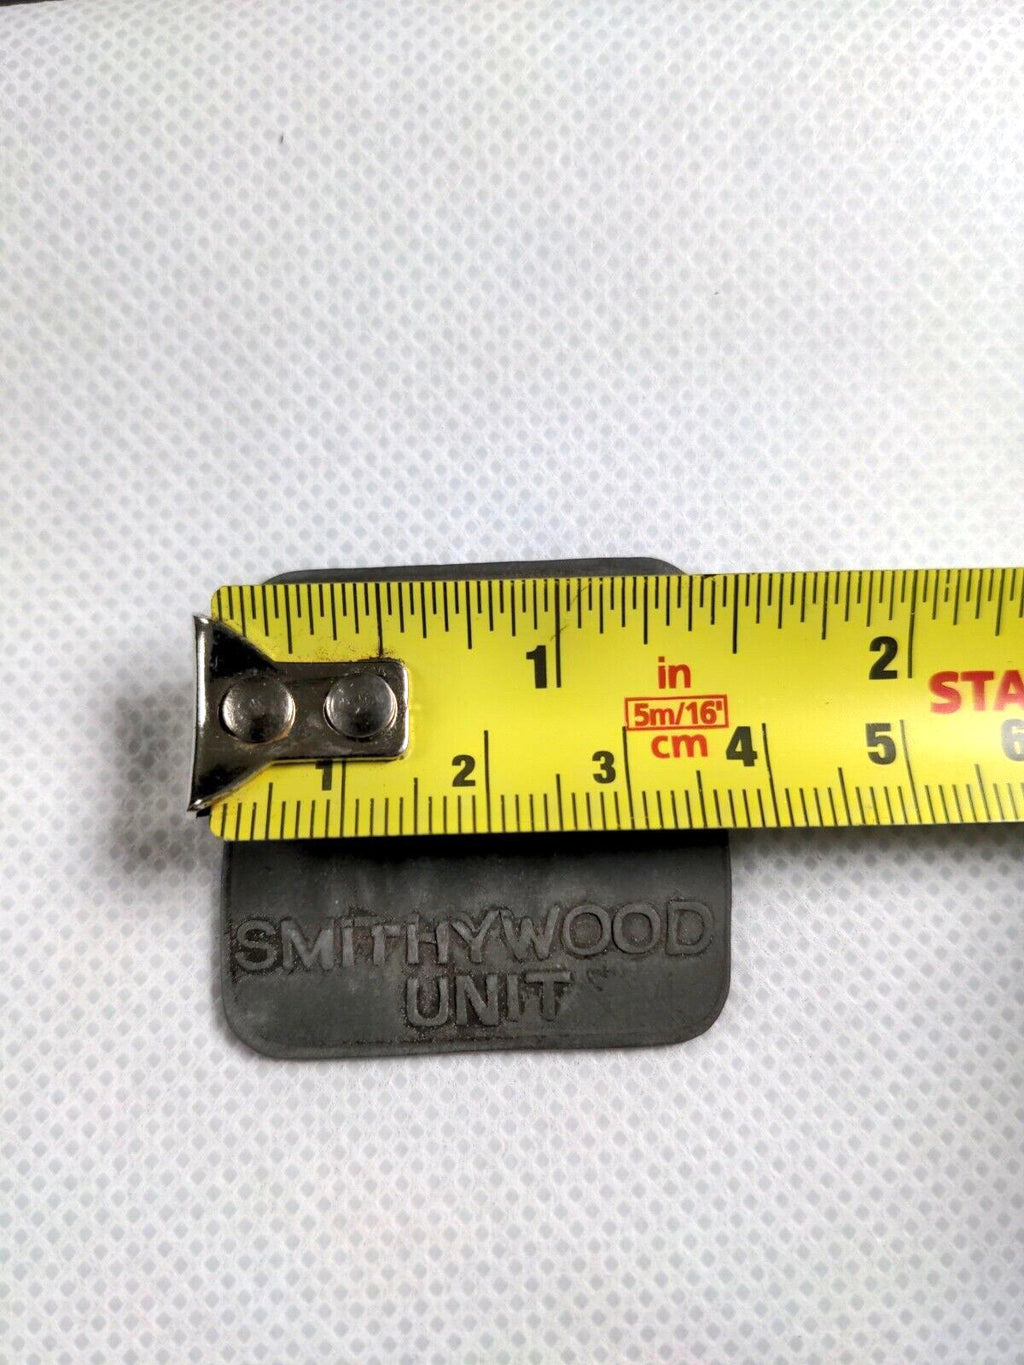 1 2
in
STA
5m/16'
cm
1 2 3 4 5 6
SMITHYWOOD
UNIT